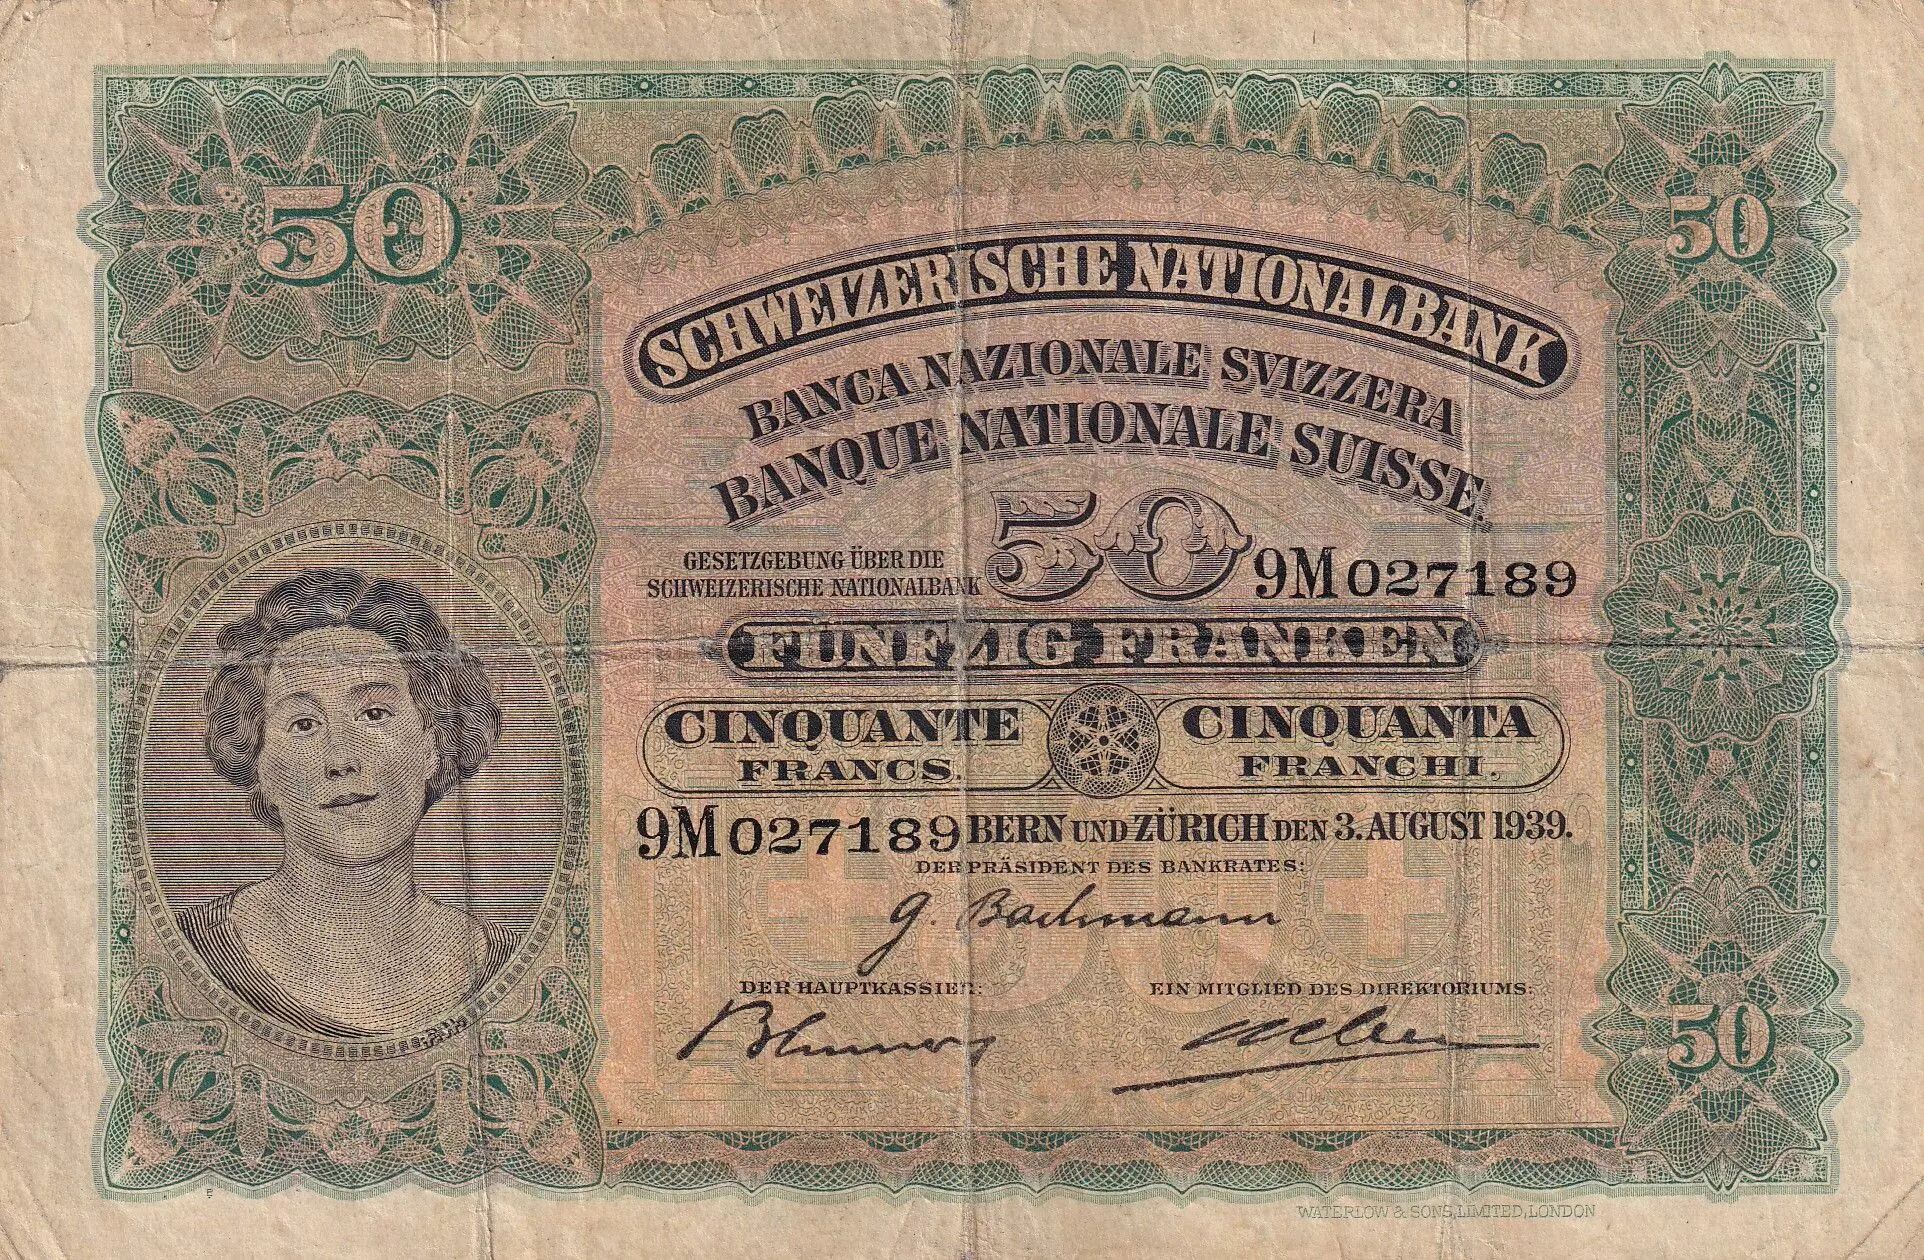 50
50
SCHWEIZERISCHE NATIONALBANK
BANCA NAZIONALE SVIZZERA
BANQUE NATIONALE SUISSE.
GESETZGEBUNG ÜBER DIE
SCHWEIZERISCHE NATIONALBANK
50
9M027189
FÜNFZIG FRANKEN
CINQUANTE
FRANCS.
CINQUANTA
FRANCHI.
9M027189 BERN UND ZÜRICH DEN 3. AUGUST 1939.
DER PRÄSIDENT DES BANKRATES:
G. Bachmann
DER HAUPTKASSIER:
EIN MITGLIED DES DIREKTORIUMS:
50
WATERLOW & SONS, LIMITED, LONDON